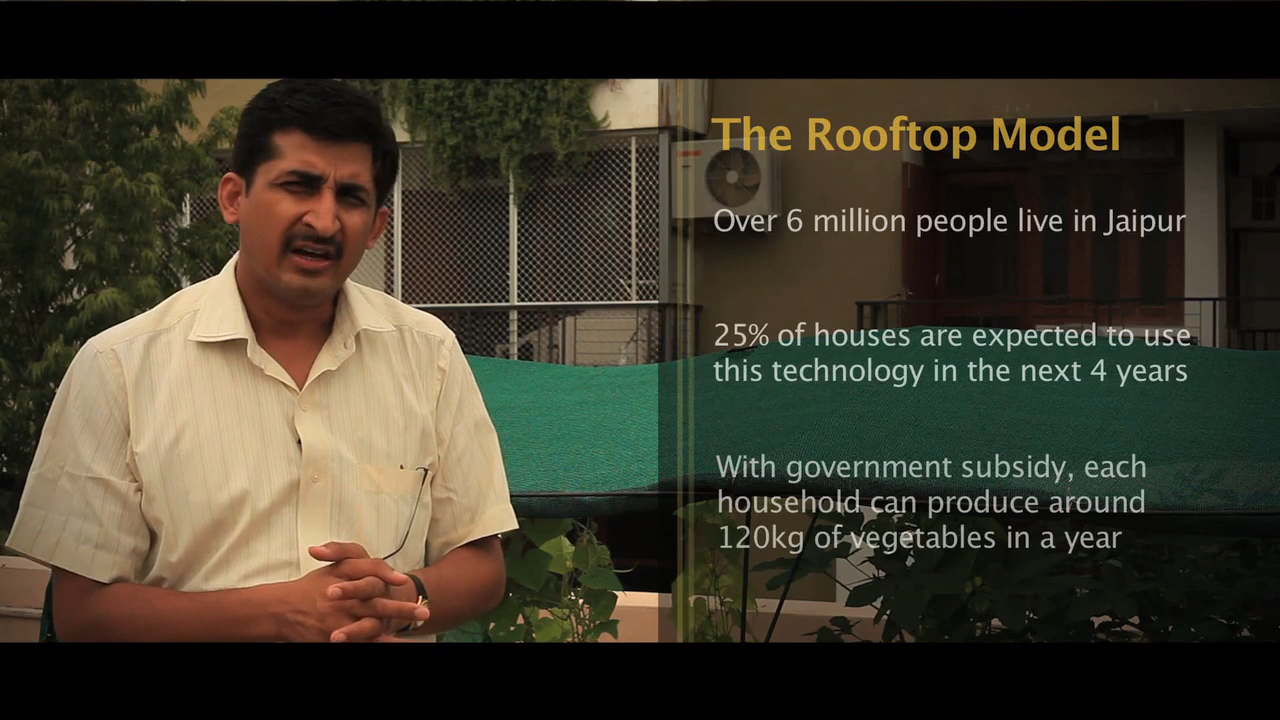 The Rooftop Model
Over 6 million people live in Jaipur
25% of houses are expected to use
this technology in the next 4 years
With government subsidy, each
household can produce around
120kg of vegetables in a year